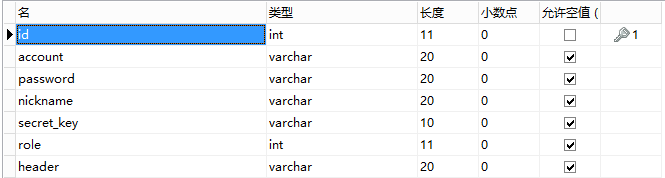 名 类型 长度 小数点 允许空值 (
id int 11 0 1
account varchar 20 0
password varchar 20 0
nickname varchar 20 0
secret_key varchar 10 0
role int 11 0
header varchar 20 0